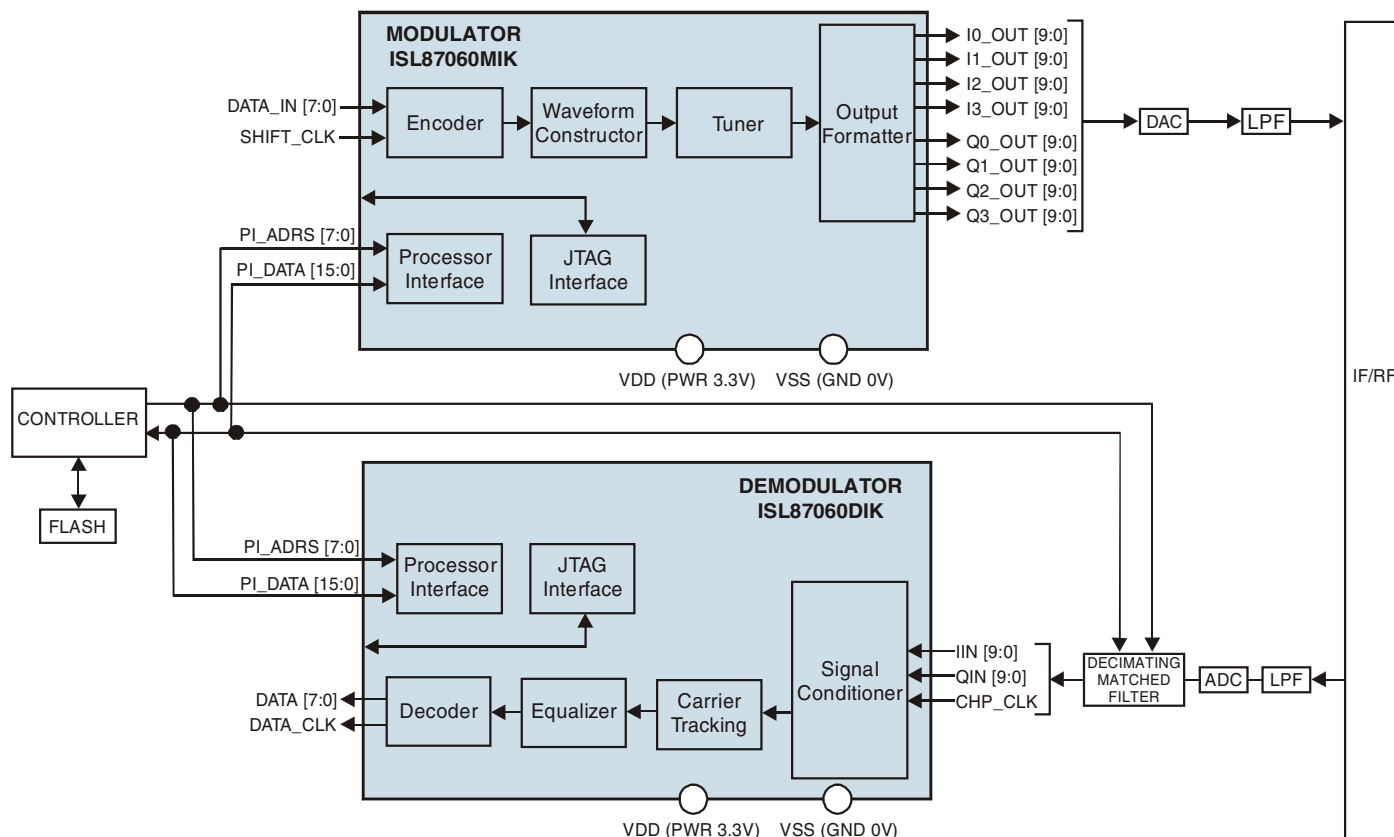 MODULATOR
ISL87060MIK
DATA_IN [7:0]
SHIFT_CLK
Encoder
Waveform
Constructor
Tuner
Output
Formatter
I0_OUT [9:0]
I1_OUT [9:0]
I2_OUT [9:0]
I3_OUT [9:0]
Q0_OUT [9:0]
Q1_OUT [9:0]
Q2_OUT [9:0]
Q3_OUT [9:0]
DAC
LPF
PI_ADRS [7:0]
PI_DATA [15:0]
Processor
Interface
JTAG
Interface
VDD (PWR 3.3V)
VSS (GND 0V)
IF/RF
CONTROLLER
FLASH
DEMODULATOR
ISL87060DIK
PI_ADRS [7:0]
PI_DATA [15:0]
Processor
Interface
JTAG
Interface
Signal
Conditioner
IIN [9:0]
QIN [9:0]
CHP_CLK
DECIMATING
MATCHED
FILTER
ADC
LPF
DATA [7:0]
DATA_CLK
Decoder
Equalizer
Carrier
Tracking
VDD (PWR 3.3V)
VSS (GND 0V)